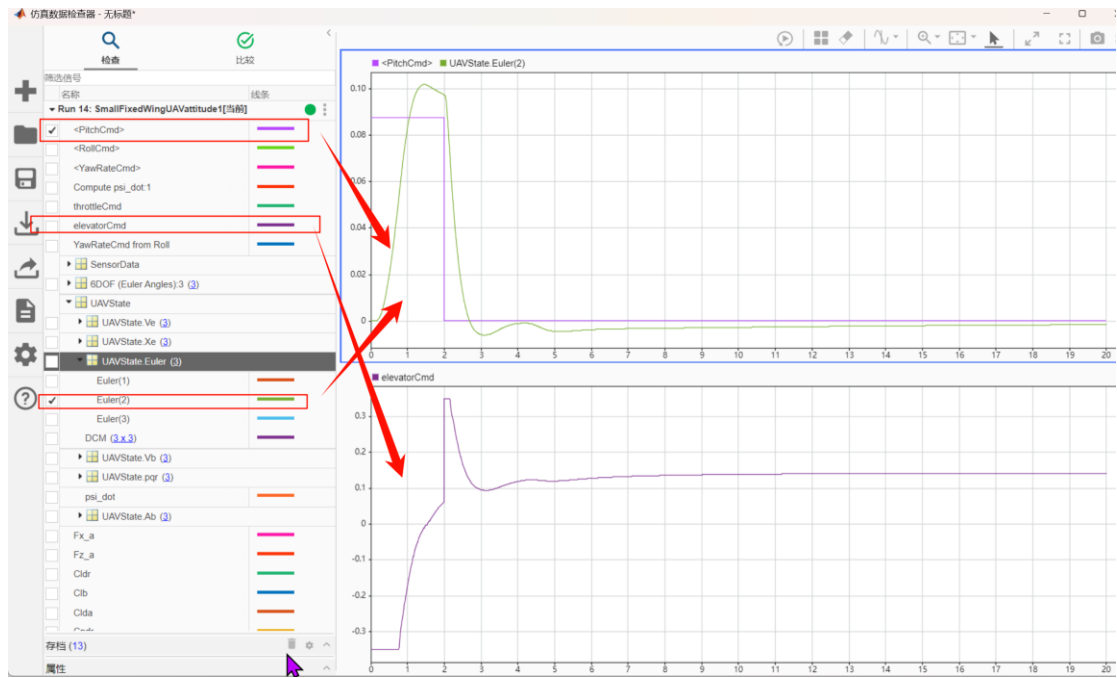 仿真数据检查器 - 无标题*
检查
比较
筛选信号
名称
线条
Run 14: SmallFixedWingUAVattitude1[当前]
<PitchCmd>
<RollCmd>
<YawRateCmd>
Compute psi_dot:1
throttleCmd
elevatorCmd
YawRateCmd from Roll
SensorData
6DOF (Euler Angles):3 (3)
UAVState
UAVState.Ve (3)
UAVState.Xe (3)
UAVState.Euler (3)
Euler(1)
Euler(2)
Euler(3)
DCM (3 x 3)
UAVState.Vb (3)
UAVState.pqr (3)
psi_dot
UAVState.Ab (3)
Fx_a
Fz_a
Cldr
Clb
Clda
存档 (13)
属性
<PitchCmd> UAVState.Euler(2)
0.10
0.08
0.06
0.04
0.02
0
0 1 2 3 4 5 6 7 8 9 10 11 12 13 14 15 16 17 18 19 20
elevatorCmd
0.3
0.2
0.1
0
-0.1
-0.2
-0.3
0 1 2 3 4 5 6 7 8 9 10 11 12 13 14 15 16 17 18 19 20